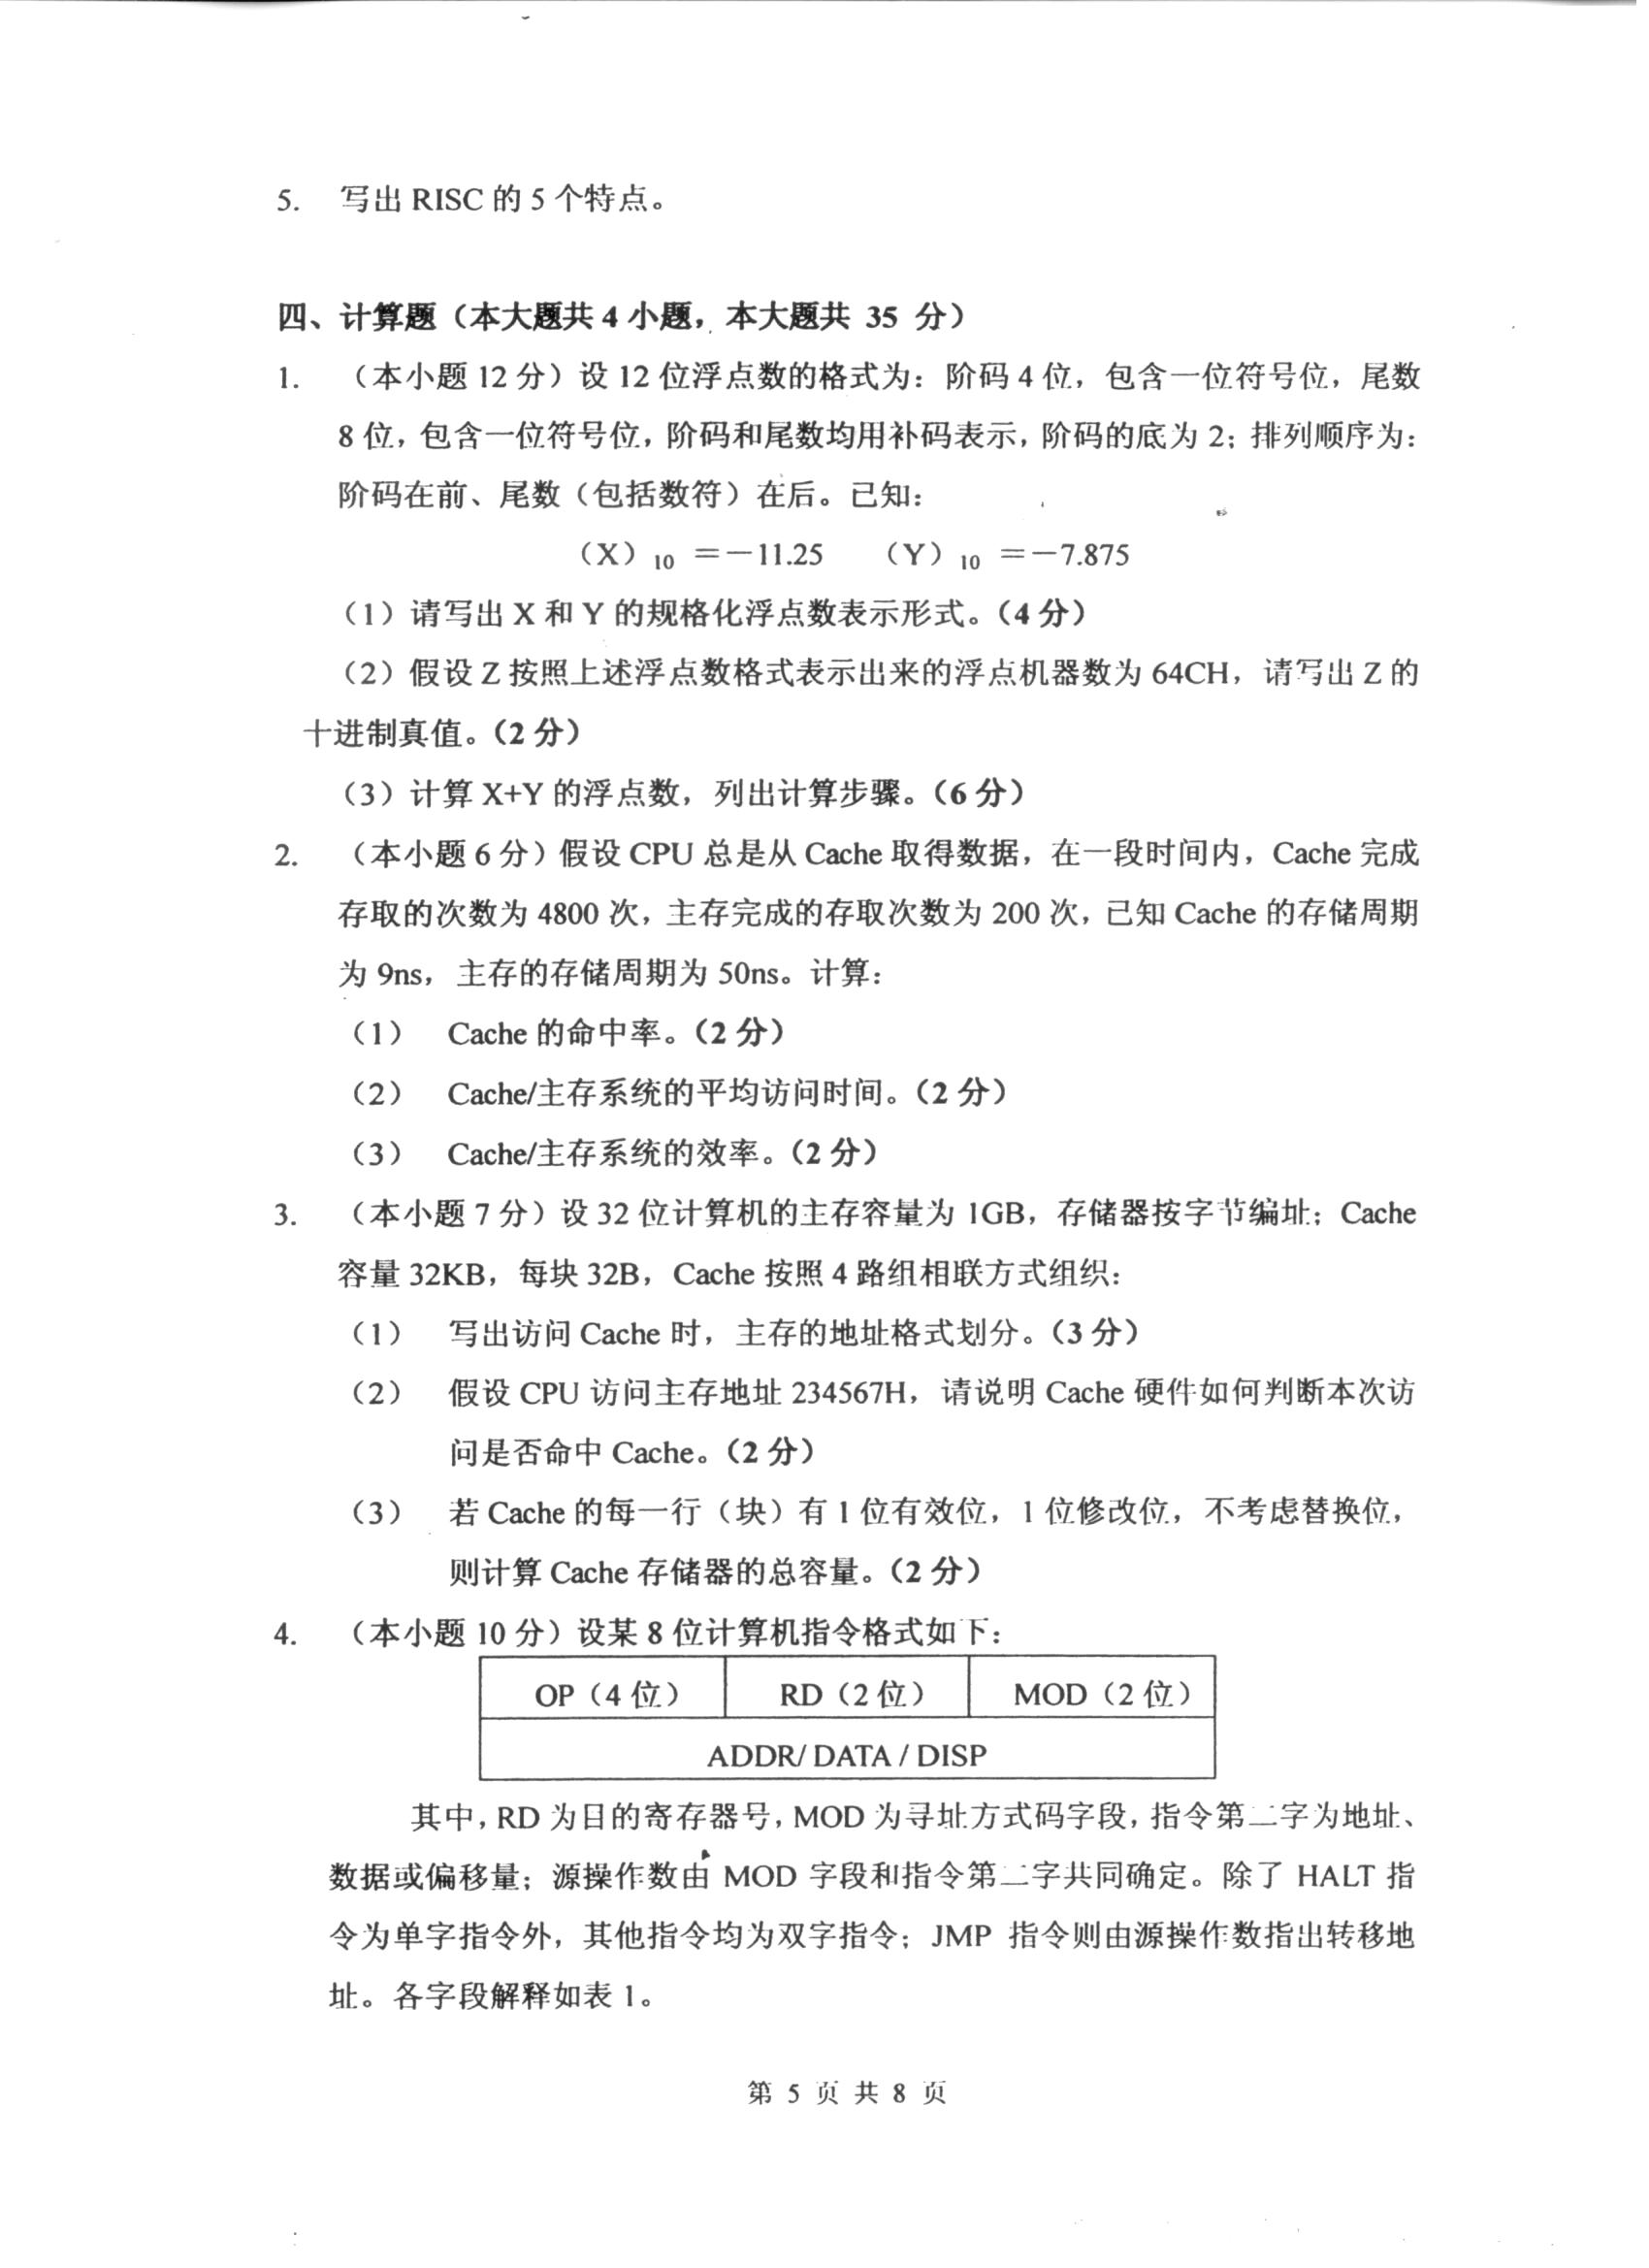 5. 写出 RISC 的 5 个特点。
四、计算题（本大题共 4 小题，本大题共 35 分）
1. （本小题 12 分）设 12 位浮点数的格式为：阶码 4 位，包含一位符号位，尾数
8 位，包含一位符号位，阶码和尾数均用补码表示，阶码的底为 2；排列顺序为：
阶码在前、尾数（包括数符）在后。已知：
（X）10 ＝－11.25 （Y）10 ＝－7.875
（1）请写出 X 和 Y 的规格化浮点数表示形式。（4 分）
（2）假设 Z 按照上述浮点数格式表示出来的浮点机器数为 64CH，请写出 Z 的
十进制真值。（2 分）
（3）计算 X+Y 的浮点数，列出计算步骤。（6 分）
2. （本小题 6 分）假设 CPU 总是从 Cache 取得数据，在一段时间内，Cache 完成
存取的次数为 4800 次，主存完成的存取次数为 200 次，已知 Cache 的存储周期
为 9ns， 主存的存储周期为 50ns。计算：
（1） Cache 的命中率。（2 分）
（2） Cache/主存系统的平均访问时间。（2 分）
（3） Cache/主存系统的效率。（2 分）
3. （本小题 7 分）设 32 位计算机的主存容量为 1GB，存储器按字节编址；Cache
容量 32KB，每块 32B，Cache 按照 4 路组相联方式组织：
（1） 写出访问 Cache 时，主存的地址格式划分。（3 分）
（2） 假设 CPU 访问主存地址 234567H，请说明 Cache 硬件如何判断本次访
问是否命中 Cache。（2 分）
（3） 若 Cache 的每一行（块）有 1 位有效位，1 位修改位，不考虑替换位，
则计算 Cache 存储器的总容量。（2 分）
4. （本小题 10 分）设某 8 位计算机指令格式如下：
OP（4 位） RD（2 位） MOD（2 位）
ADDR/ DATA / DISP
其中，RD 为目的寄存器号，MOD 为寻址方式码字段，指令第二字为地址、
数据或偏移量；源操作数由 MOD 字段和指令第二字共同确定。除了 HALT 指
令为单字指令外，其他指令均为双字指令；JMP 指令则由源操作数指出转移地
址。各字段解释如表 1。
第 5 页 共 8 页